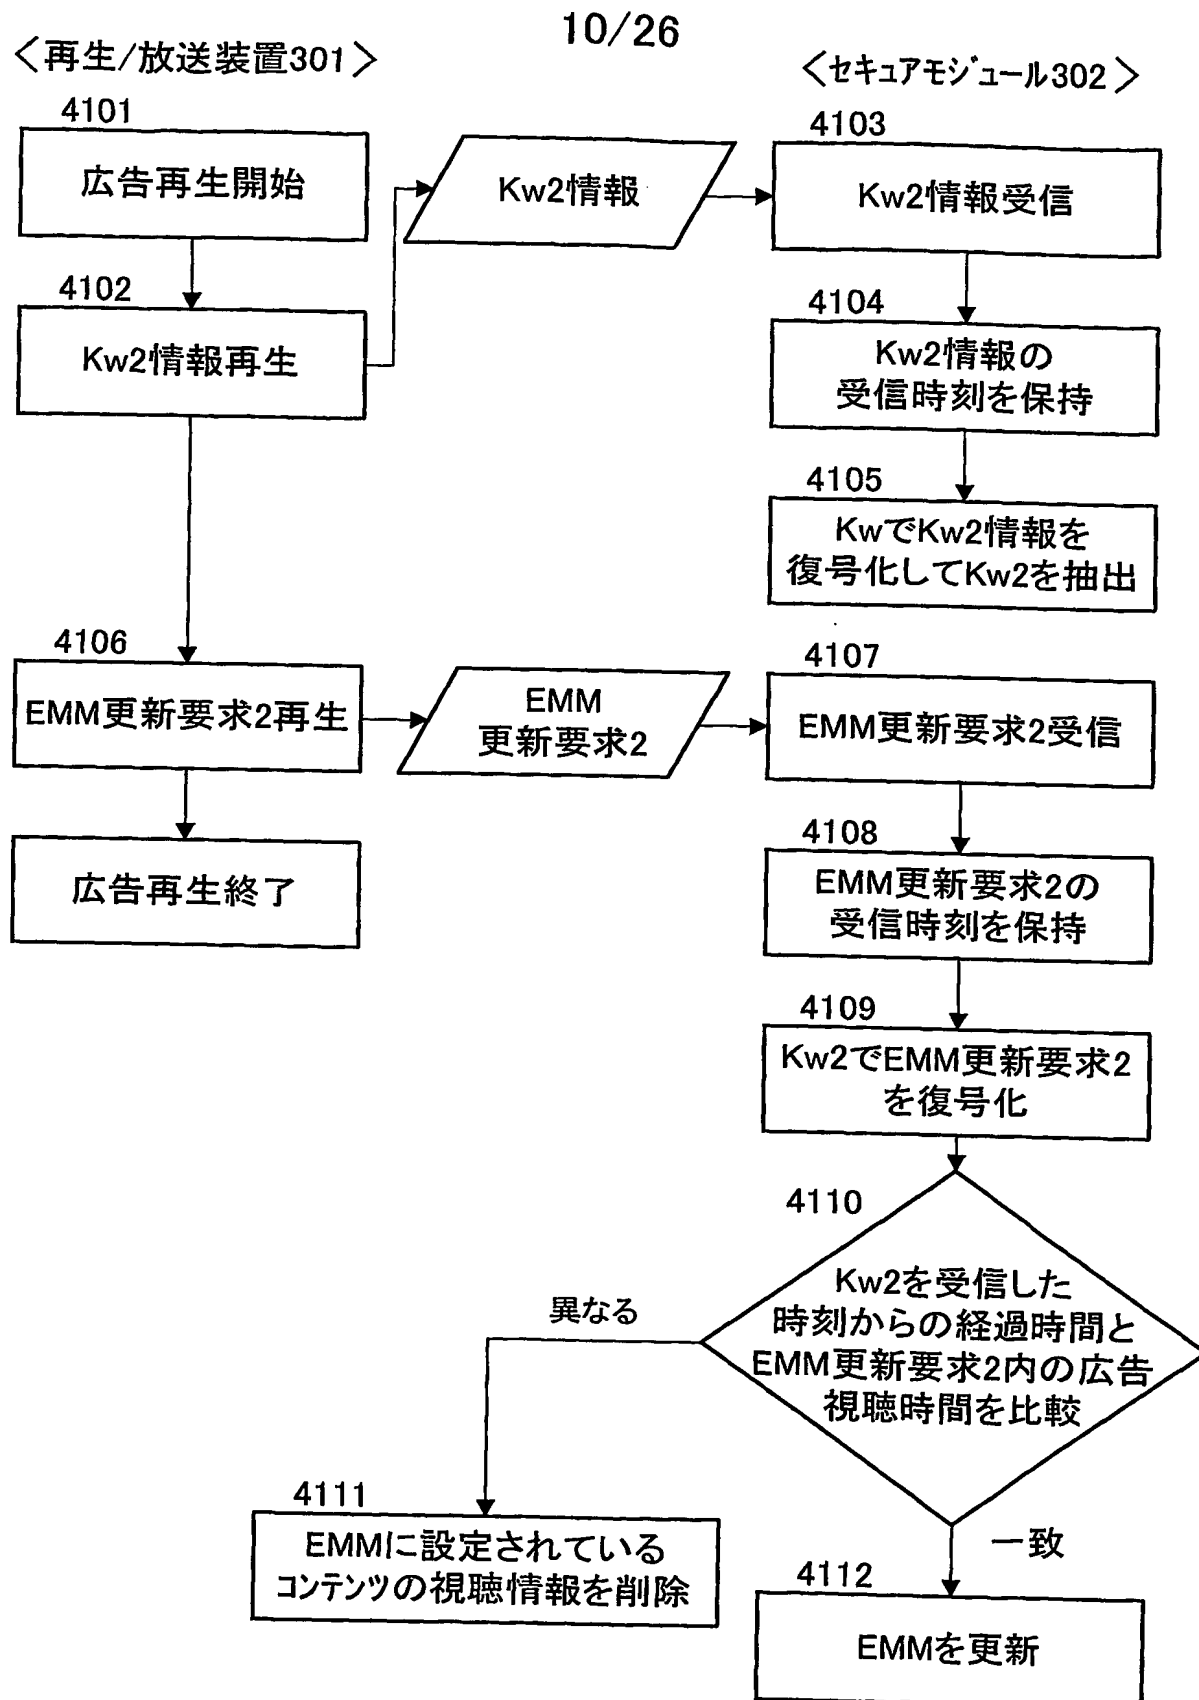 10/26
〈再生/放送装置301〉
〈セキュアモジュール302〉
4101
広告再生開始
Kw2情報
4103
Kw2情報受信
4102
Kw2情報再生
4104
Kw2情報の
受信時刻を保持
4105
KwでKw2情報を
復号化してKw2を抽出
4106
EMM更新要求2再生
EMM
更新要求2
4107
EMM更新要求2受信
広告再生終了
4108
EMM更新要求2の
受信時刻を保持
4109
Kw2でEMM更新要求2
を復号化
4110
Kw2を受信した
時刻からの経過時間と
EMM更新要求2内の広告
視聴時間を比較
異なる
4111
EMMに設定されている
コンテンツの視聴情報を削除
一致
4112
EMMを更新